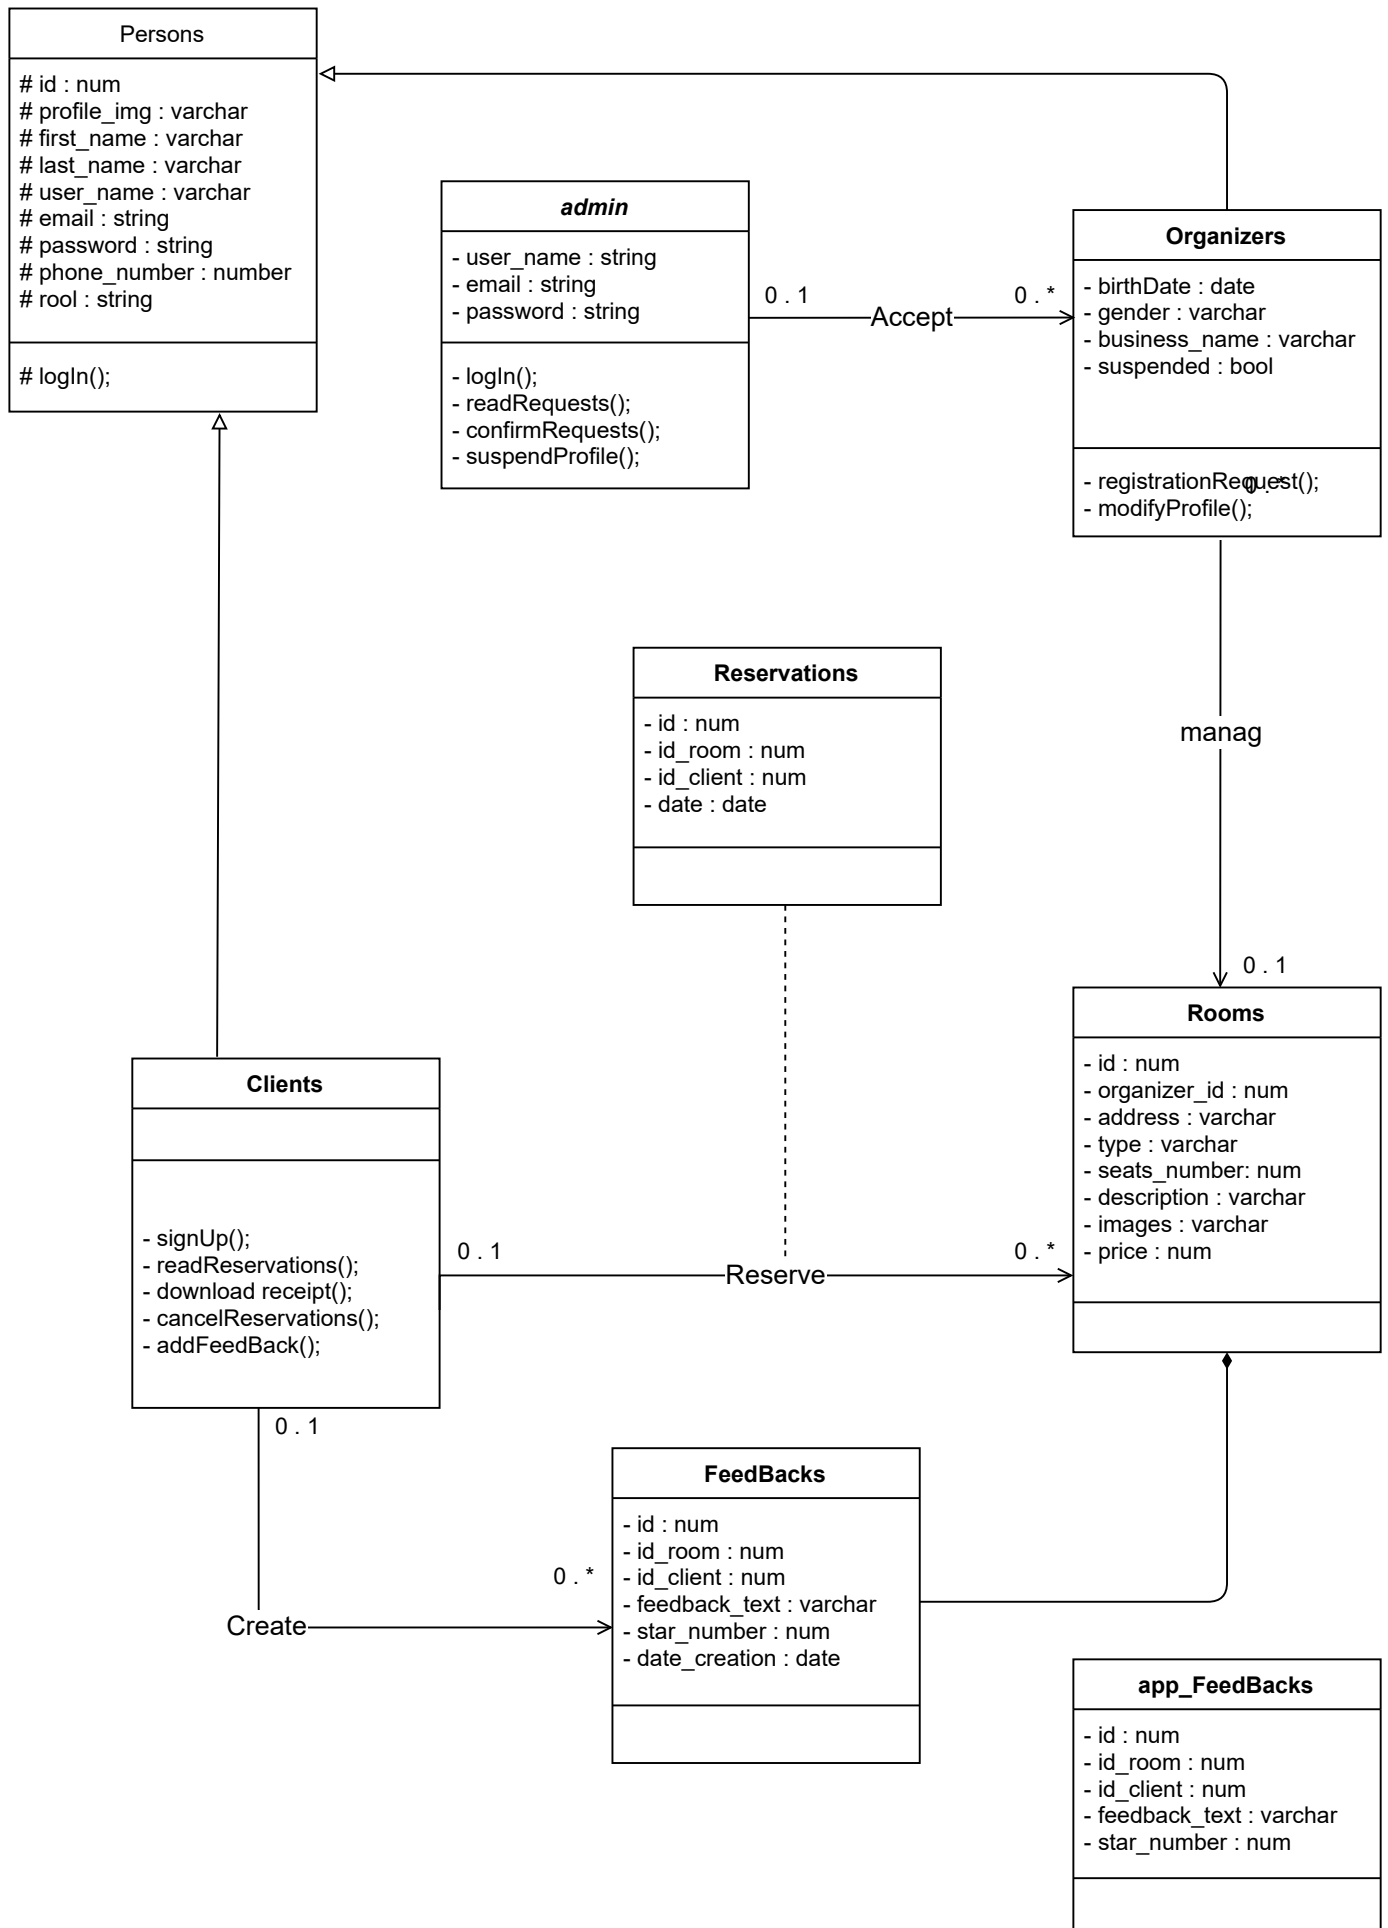 Persons
# id : num
# profile_img : varchar
# first_name : varchar
# last_name : varchar
# user_name : varchar
# email : string
# password : string
# phone_number : number
# rool : string
# logIn();
admin
- user_name : string
- email : string
- password : string
- logIn();
- readRequests();
- confirmRequests();
- suspendProfile();
0 . 1
Accept
0 . *
Organizers
- birthDate : date
- gender : varchar
- business_name : varchar
- suspended : bool
- registrationRequest();
- modifyProfile();
0 . *
manag
0 . 1
Reservations
- id : num
- id_room : num
- id_client : num
- date : date
Rooms
- id : num
- organizer_id : num
- address : varchar
- type : varchar
- seats_number: num
- description : varchar
- images : varchar
- price : num
Clients
- signUp();
- readReservations();
- download receipt();
- cancelReservations();
- addFeedBack();
0 . 1
Reserve
0 . *
0 . 1
Create
0 . *
FeedBacks
- id : num
- id_room : num
- id_client : num
- feedback_text : varchar
- star_number : num
- date_creation : date
app_FeedBacks
- id : num
- id_room : num
- id_client : num
- feedback_text : varchar
- star_number : num